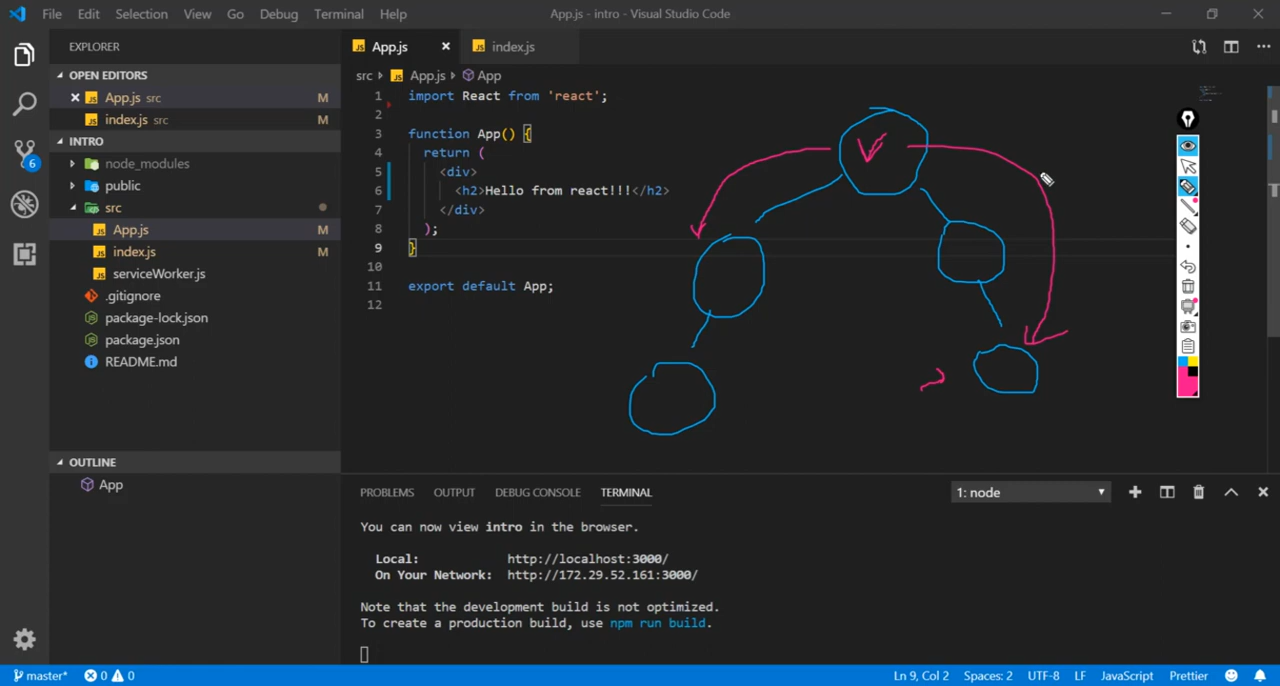 File Edit Selection View Go Debug Terminal Help
App.js - intro - Visual Studio Code
EXPLORER
OPEN EDITORS
App.js src M
index.js src M
INTRO
node_modules
public
src
App.js M
index.js M
serviceWorker.js
.gitignore
package-lock.json
package.json
README.md
OUTLINE
App
6
JS App.js
JS index.js
src App.js App
1 import React from 'react';
2
3 function App() {
4 return (
5 <div>
6 <h2>Hello from react!!!</h2>
7 </div>
8 );
9 }
10
11 export default App;
12
PROBLEMS OUTPUT DEBUG CONSOLE TERMINAL
1: node
You can now view intro in the browser.
Local: http://localhost:3000/
On Your Network: http://172.29.52.161:3000/
Note that the development build is not optimized.
To create a production build, use npm run build.
master* 0 0
Ln 9, Col 2 Spaces: 2 UTF-8 LF JavaScript Prettier